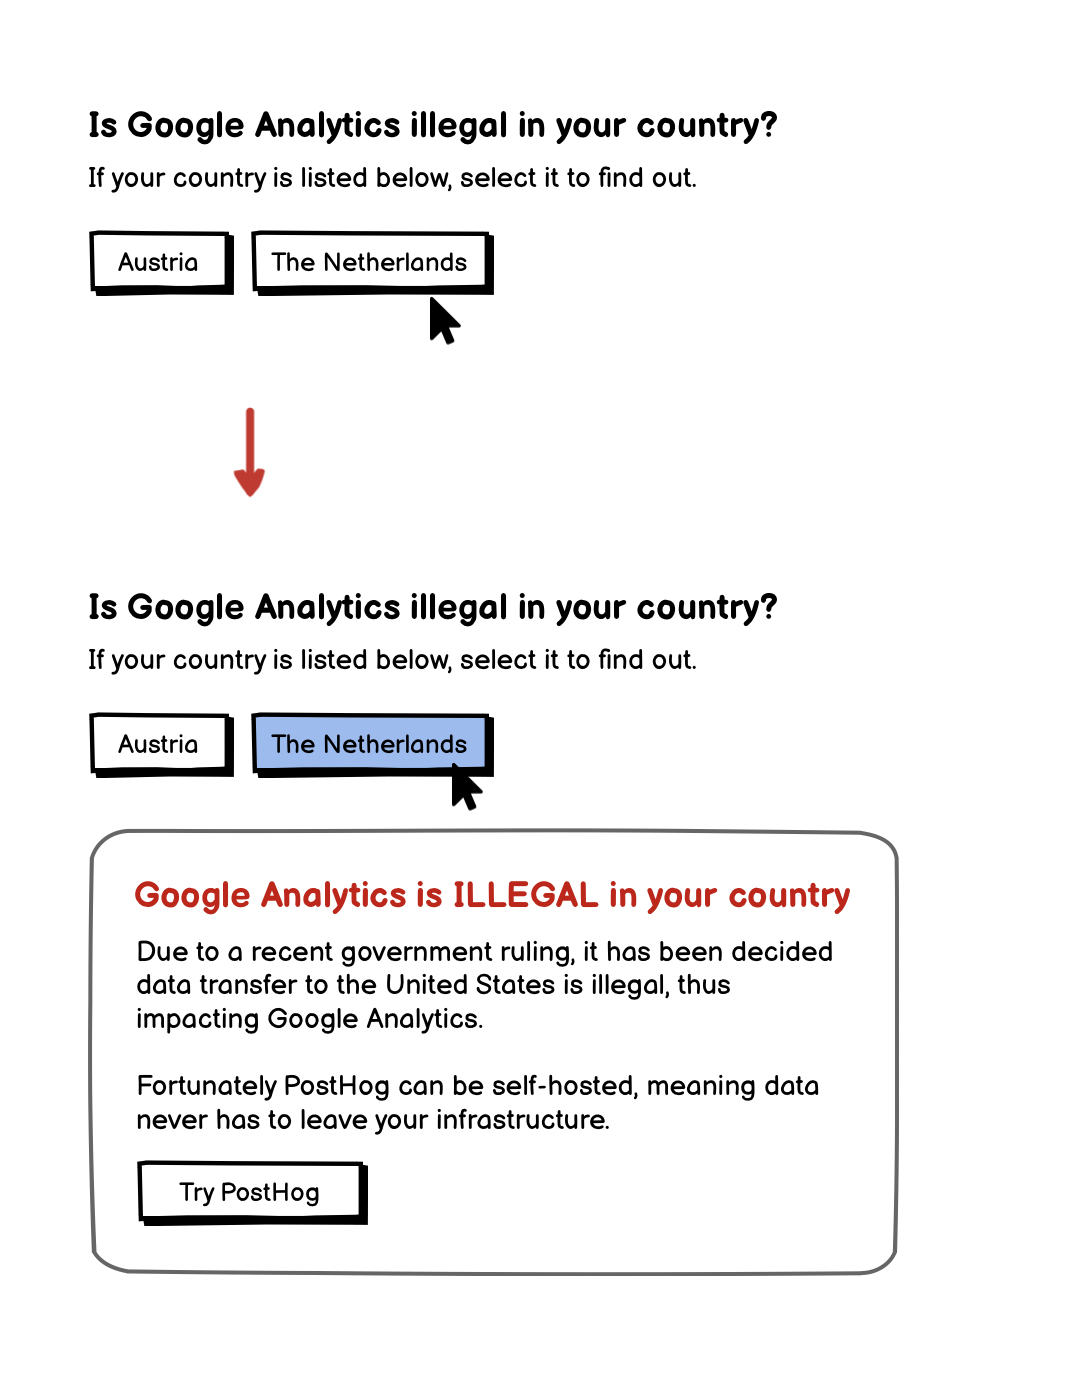 Is Google Analytics illegal in your country?
If your country is listed below, select it to find out.
Austria
The Netherlands
Is Google Analytics illegal in your country?
If your country is listed below, select it to find out.
Austria
The Netherlands
Google Analytics is ILLEGAL in your country
Due to a recent government ruling, it has been decided
data transfer to the United States is illegal, thus
impacting Google Analytics.
Fortunately PostHog can be self-hosted, meaning data
never has to leave your infrastructure.
Try PostHog